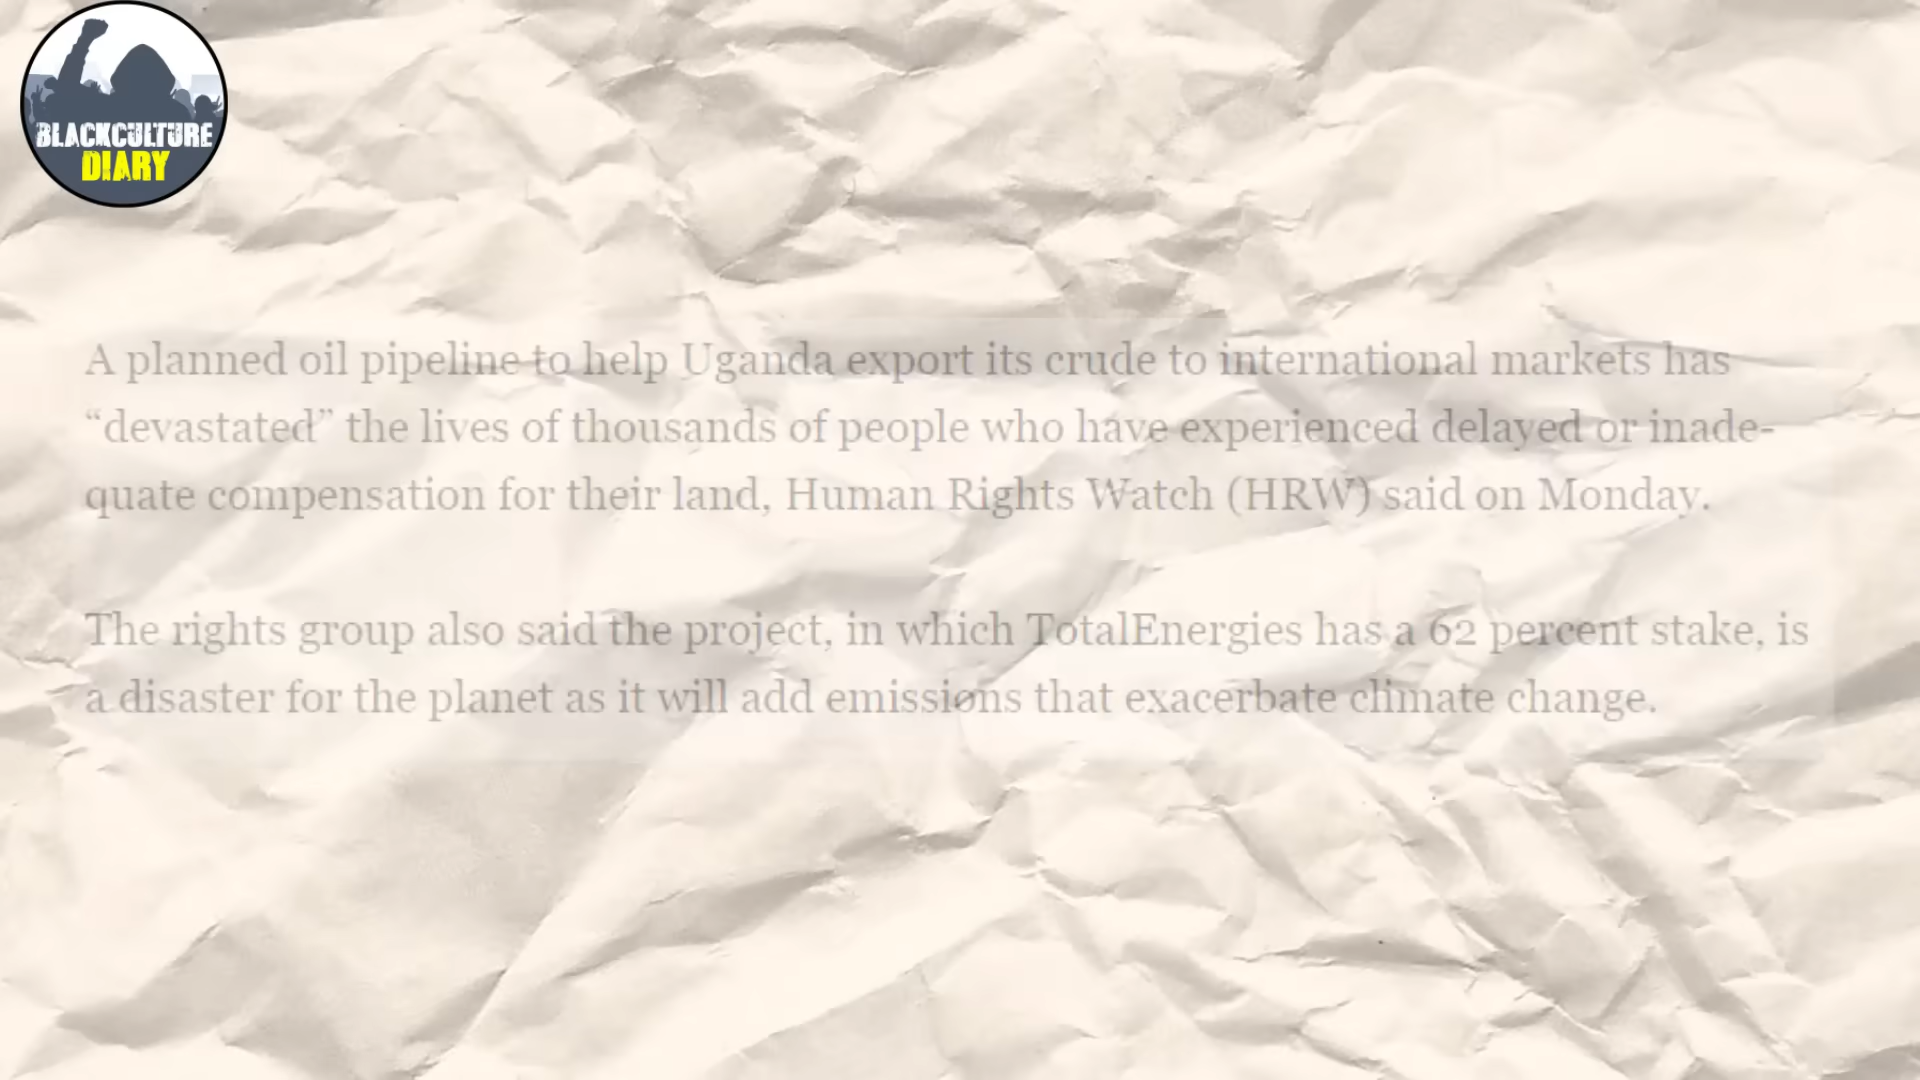 BLACKCULTURE
DIARY
A planned oil pipeline to help Uganda export its crude to international markets has
“devastated” the lives of thousands of people who have experienced delayed or inade-
quate compensation for their land, Human Rights Watch (HRW) said on Monday.
The rights group also said the project, in which TotalEnergies has a 62 percent stake, is
a disaster for the planet as it will add emissions that exacerbate climate change.